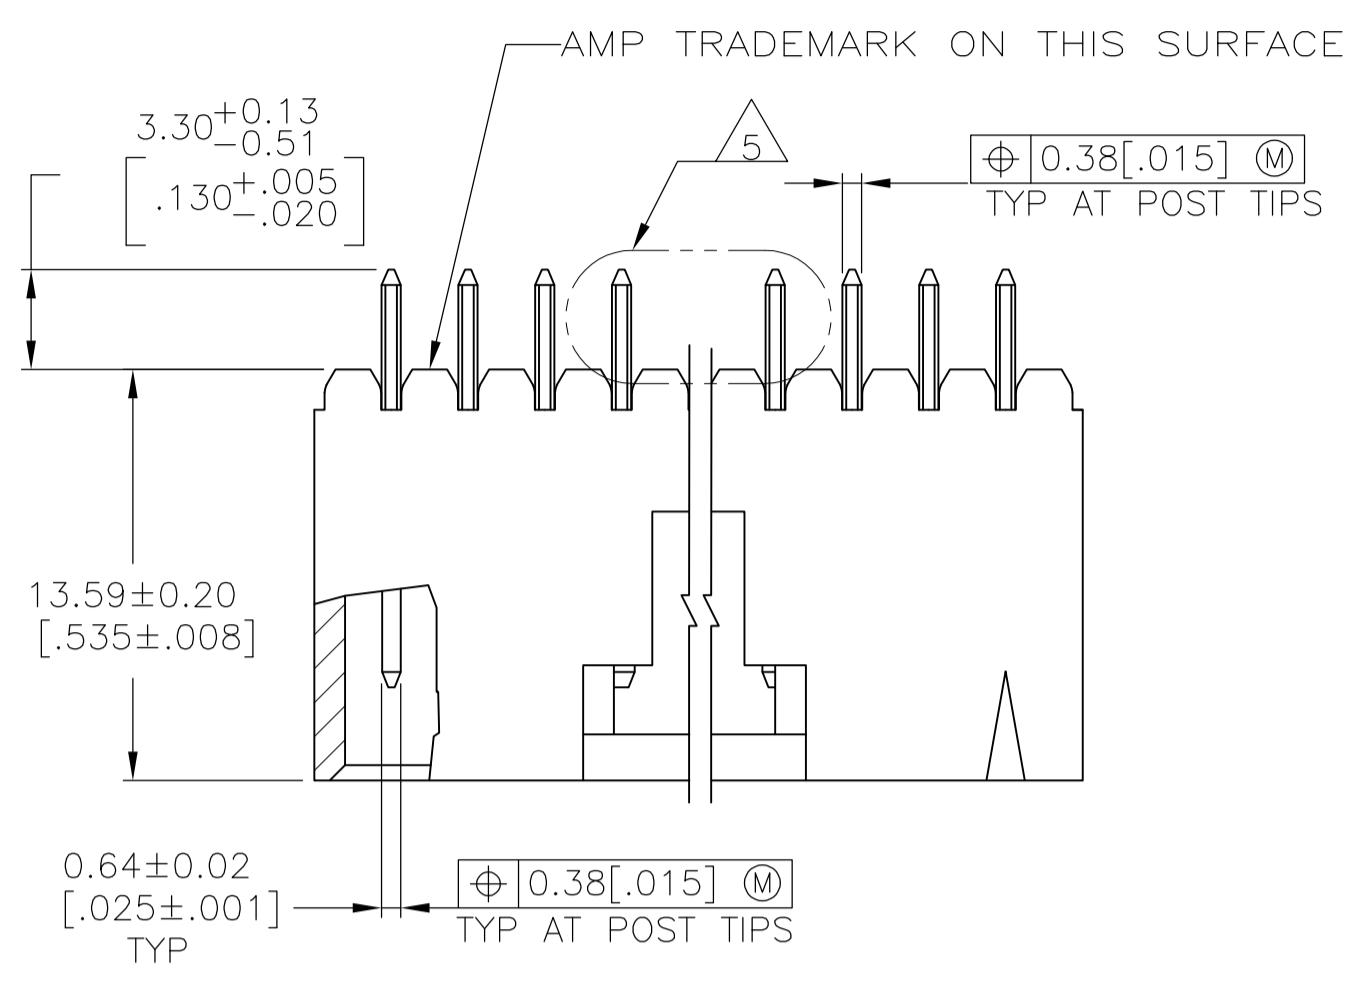 AMP TRADEMARK ON THIS SURFACE
3.30+0.13
-0.51
[.130+.005
-.020]
5
⌖ 0.38[.015] Ⓜ
TYP AT POST TIPS
13.59±0.20
[.535±.008]
0.64±0.02
[.025±.001]
TYP
⌖ 0.38[.015] Ⓜ
TYP AT POST TIPS